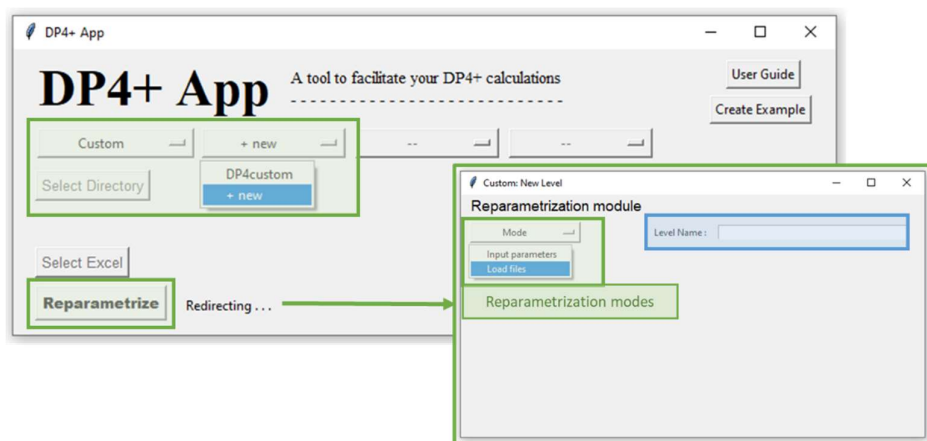 DP4+ App
DP4+ App
A tool to facilitate your DP4+ calculations
- - - - - - - - - - - - - - - - - - - - - - - - - - - -
User Guide
Create Example
Custom
+ new
--
--
Select Directory
DP4custom
+ new
Select Excel
Reparametrize
Redirecting . . .
Custom: New Level
Reparametrization module
Mode
Level Name :
Input parameters
Load files
Reparametrization modes